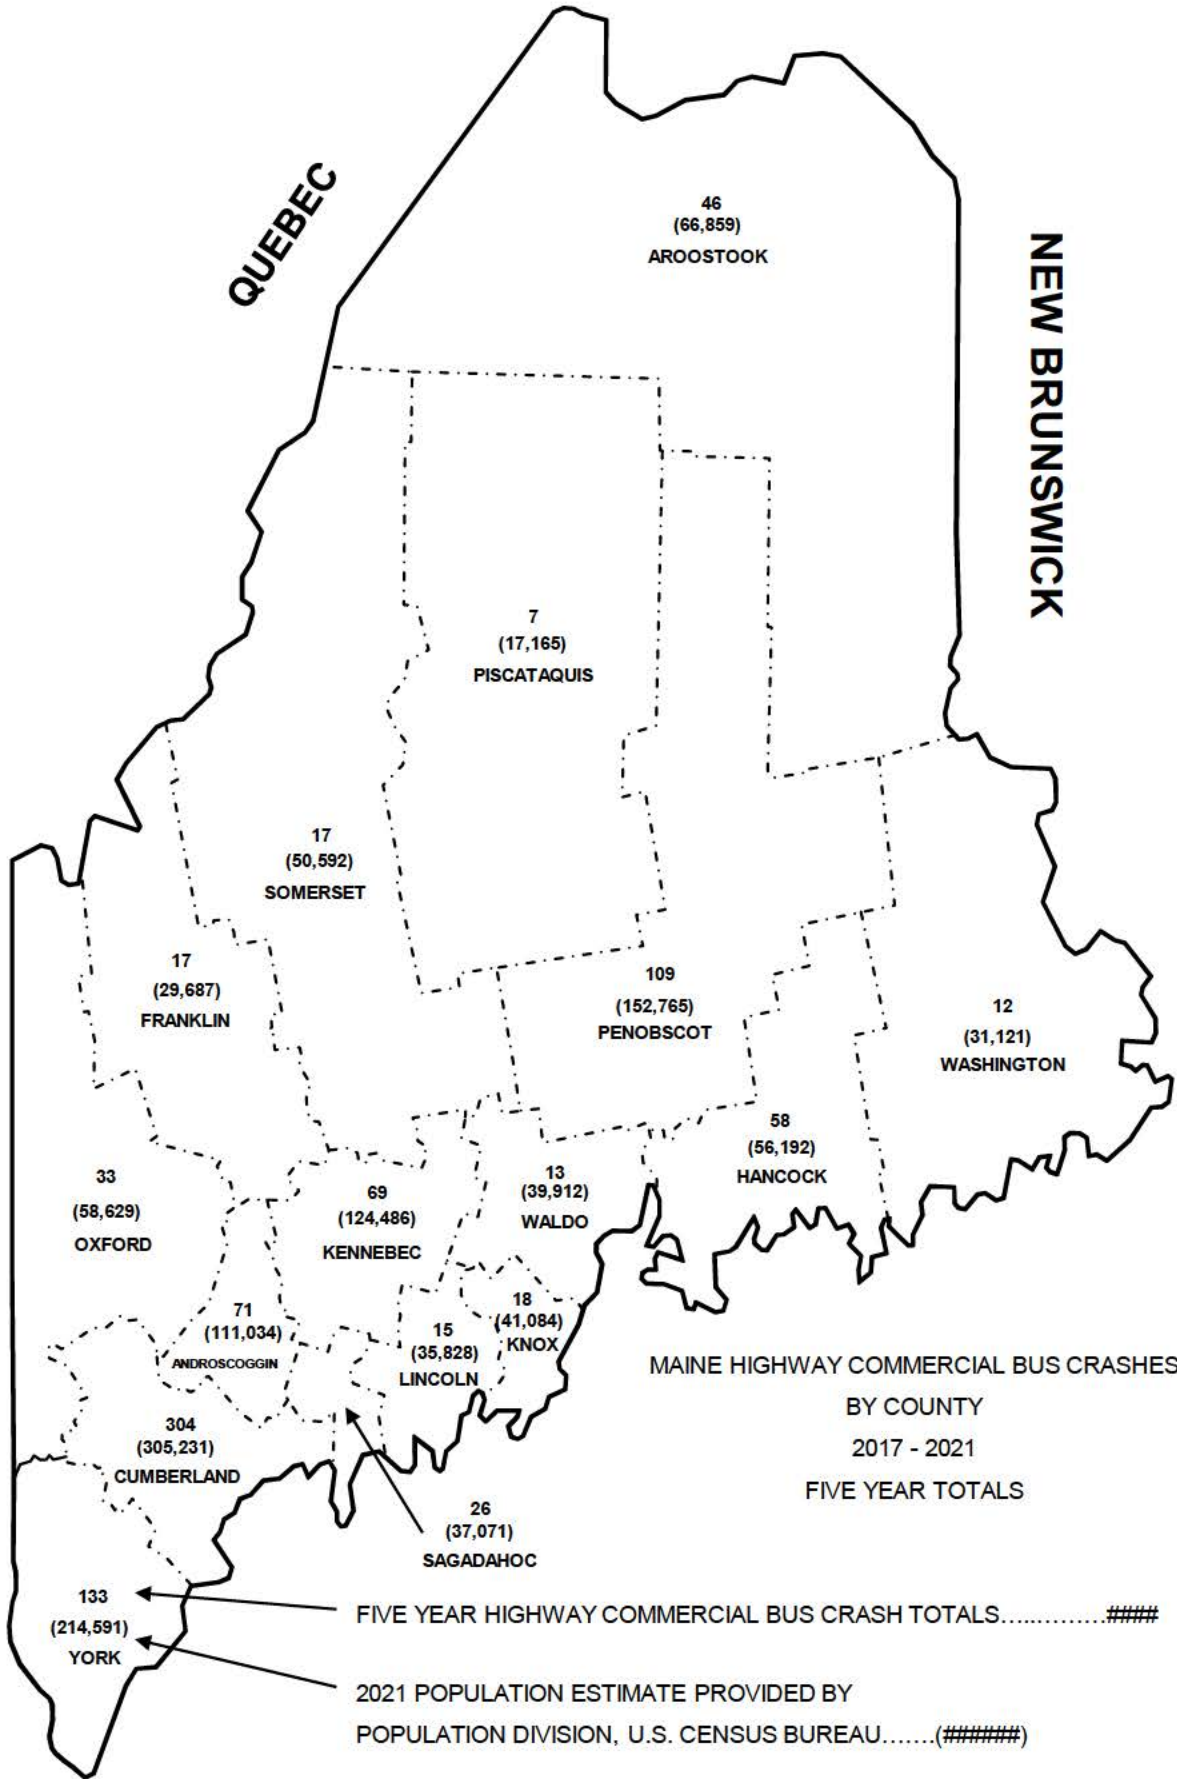 QUEBEC
46
(66,859)
AROOSTOOK
NEW BRUNSWICK
7
(17,165)
PISCATAQUIS
17
(50,592)
SOMERSET
17
(29,687)
FRANKLIN
109
(152,765)
PENOBSCOT
12
(31,121)
WASHINGTON
58
(56,192)
HANCOCK
33
(58,629)
OXFORD
69
(124,486)
KENNEBEC
13
(39,912)
WALDO
71
(111,034)
ANDROSCOGGIN
18
(41,084)
KNOX
15
(35,828)
LINCOLN
304
(305,231)
CUMBERLAND
26
(37,071)
SAGADAHOC
133
(214,591)
YORK
MAINE HIGHWAY COMMERCIAL BUS CRASHES
BY COUNTY
2017 - 2021
FIVE YEAR TOTALS
FIVE YEAR HIGHWAY COMMERCIAL BUS CRASH TOTALS..............####
2021 POPULATION ESTIMATE PROVIDED BY
POPULATION DIVISION, U.S. CENSUS BUREAU.......(######)